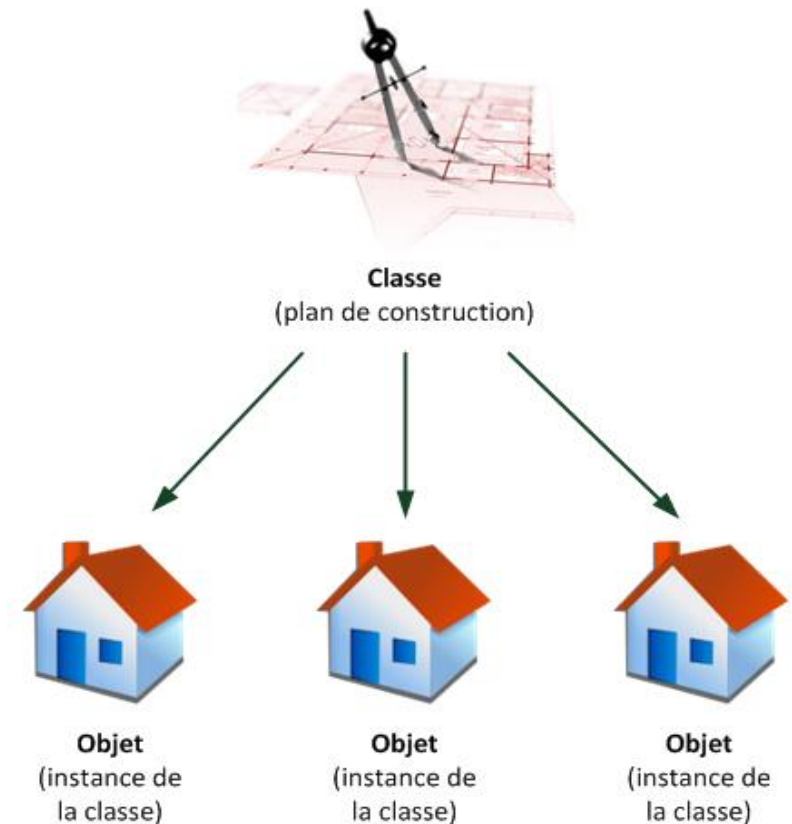 Classe
(plan de construction)
Objet
(instance de
la classe)
Objet
(instance de
la classe)
Objet
(instance de
la classe)